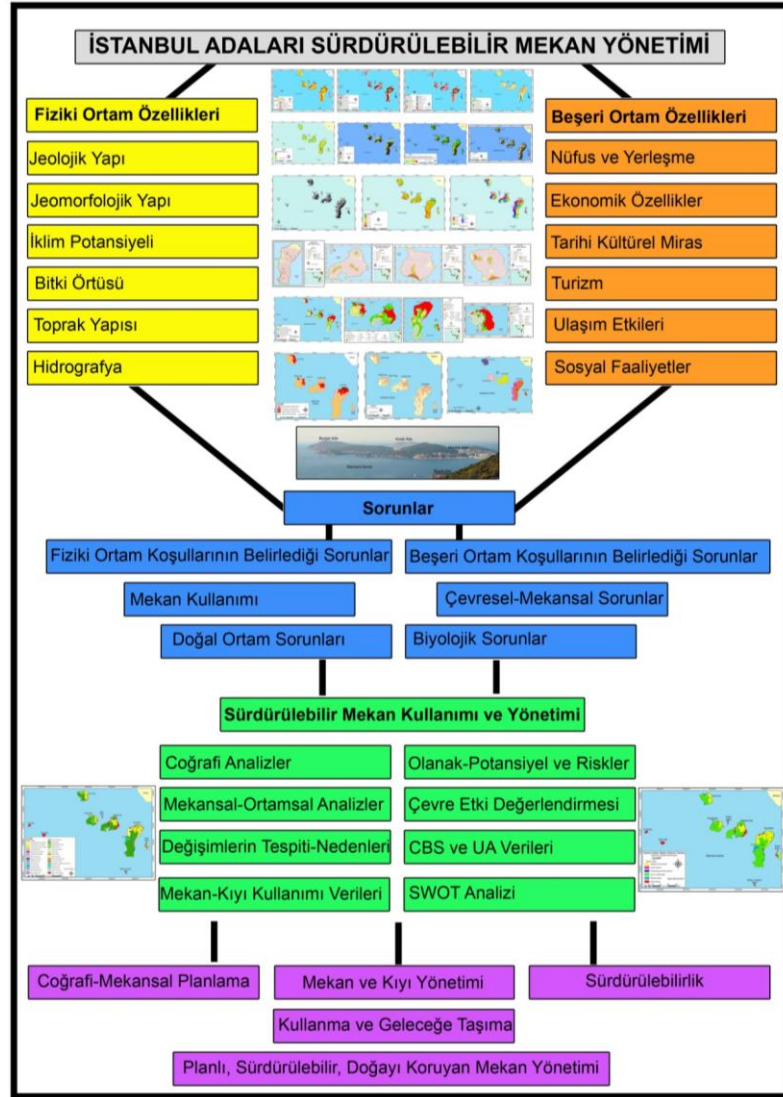 İSTANBUL ADALARI SÜRDÜRÜLEBİLİR MEKAN YÖNETİMİ
Fiziki Ortam Özellikleri
Jeolojik Yapı
Jeomorfolojik Yapı
İklim Potansiyeli
Bitki Örtüsü
Toprak Yapısı
Hidrografya
Beşeri Ortam Özellikleri
Nüfus ve Yerleşme
Ekonomik Özellikler
Tarihi Kültürel Miras
Turizm
Ulaşım Etkileri
Sosyal Faaliyetler
Sorunlar
Fiziki Ortam Koşullarının Belirlediği Sorunlar
Beşeri Ortam Koşullarının Belirlediği Sorunlar
Mekan Kullanımı
Çevresel-Mekansal Sorunlar
Doğal Ortam Sorunları
Biyolojik Sorunlar
Sürdürülebilir Mekan Kullanımı ve Yönetimi
Coğrafi Analizler
Olanak-Potansiyel ve Riskler
Mekansal-Ortamsal Analizler
Çevre Etki Değerlendirmesi
Değişimlerin Tespiti-Nedenleri
CBS ve UA Verileri
Mekan-Kıyı Kullanımı Verileri
SWOT Analizi
Coğrafi-Mekansal Planlama
Mekan ve Kıyı Yönetimi
Sürdürülebilirlik
Kullanma ve Geleceğe Taşıma
Planlı, Sürdürülebilir, Doğayı Koruyan Mekan Yönetimi